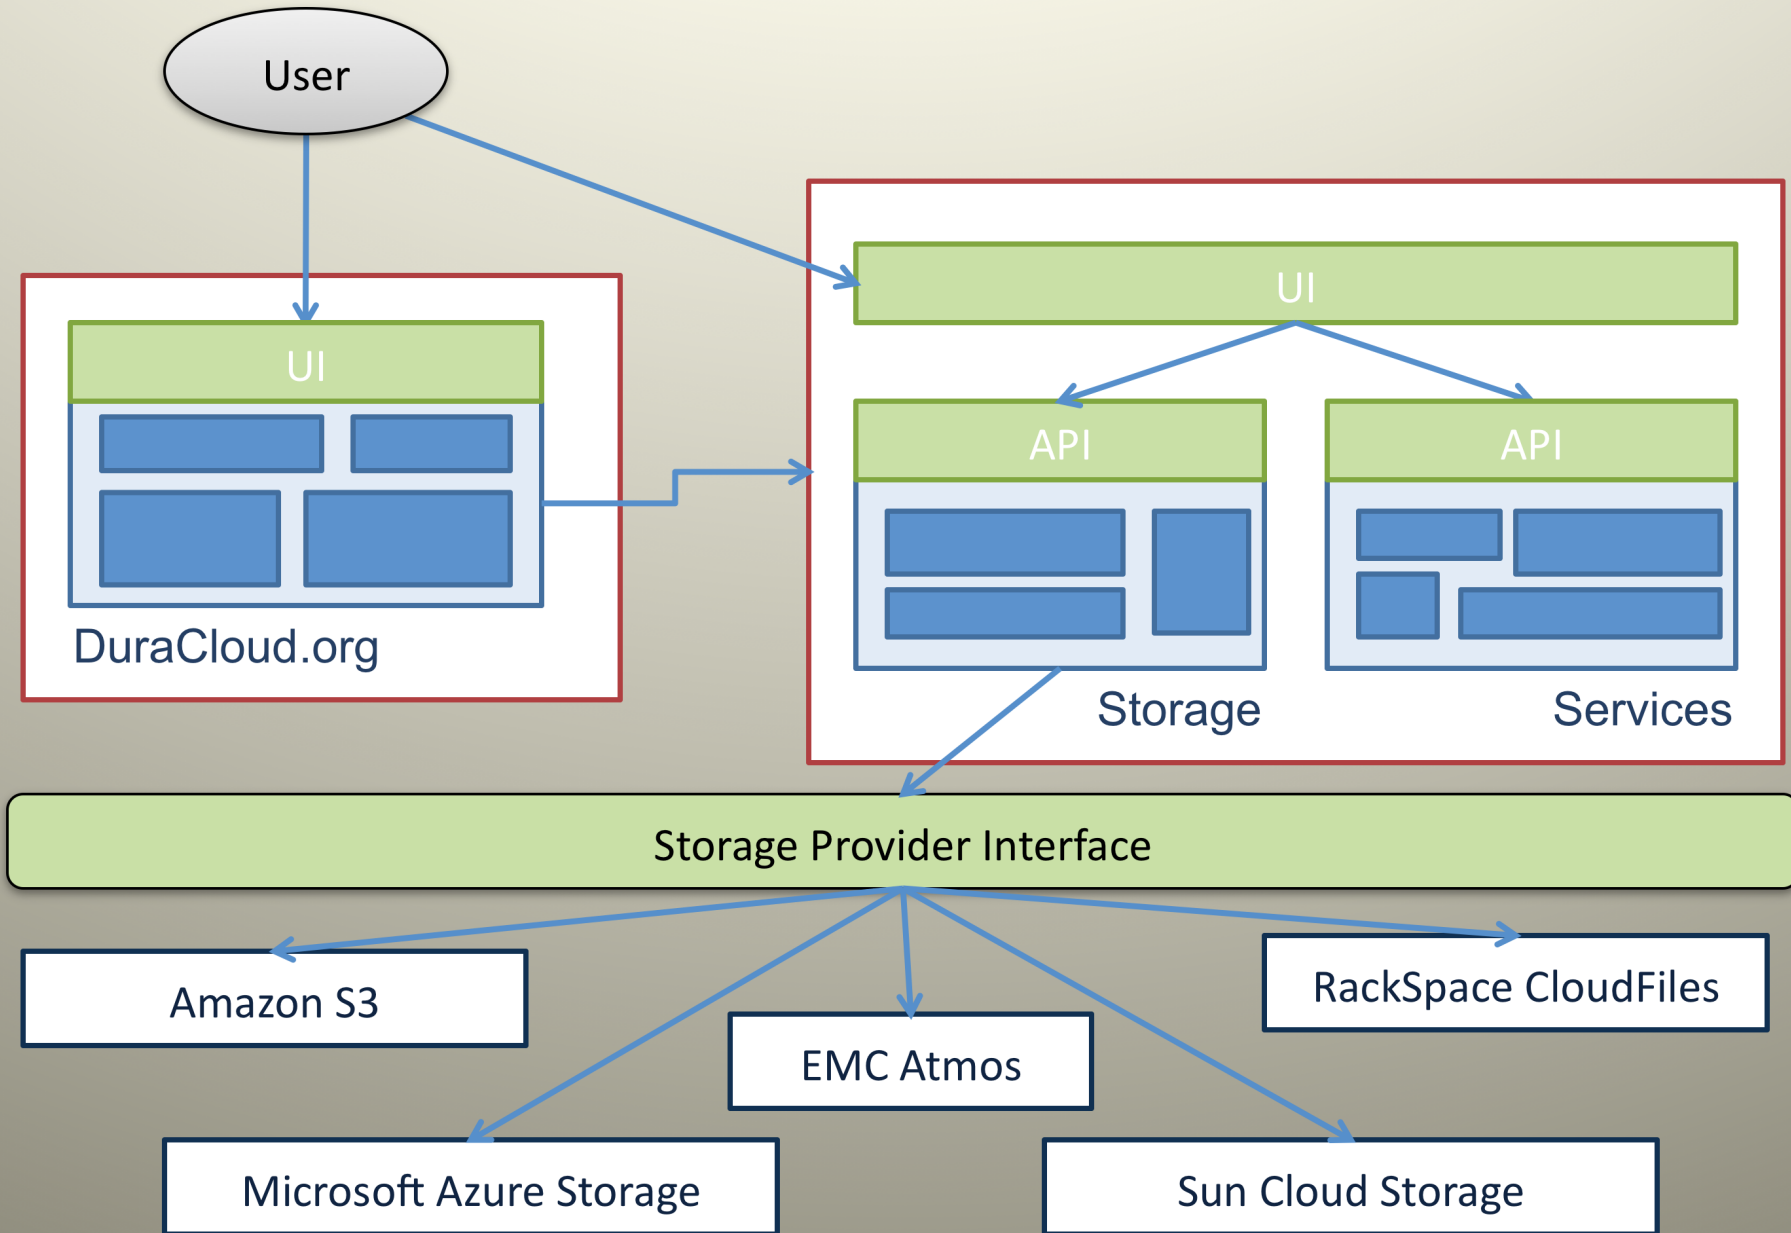 User
UI
UI
API
API
DuraCloud.org
Storage
Services
Storage Provider Interface
Amazon S3
RackSpace CloudFiles
EMC Atmos
Microsoft Azure Storage
Sun Cloud Storage